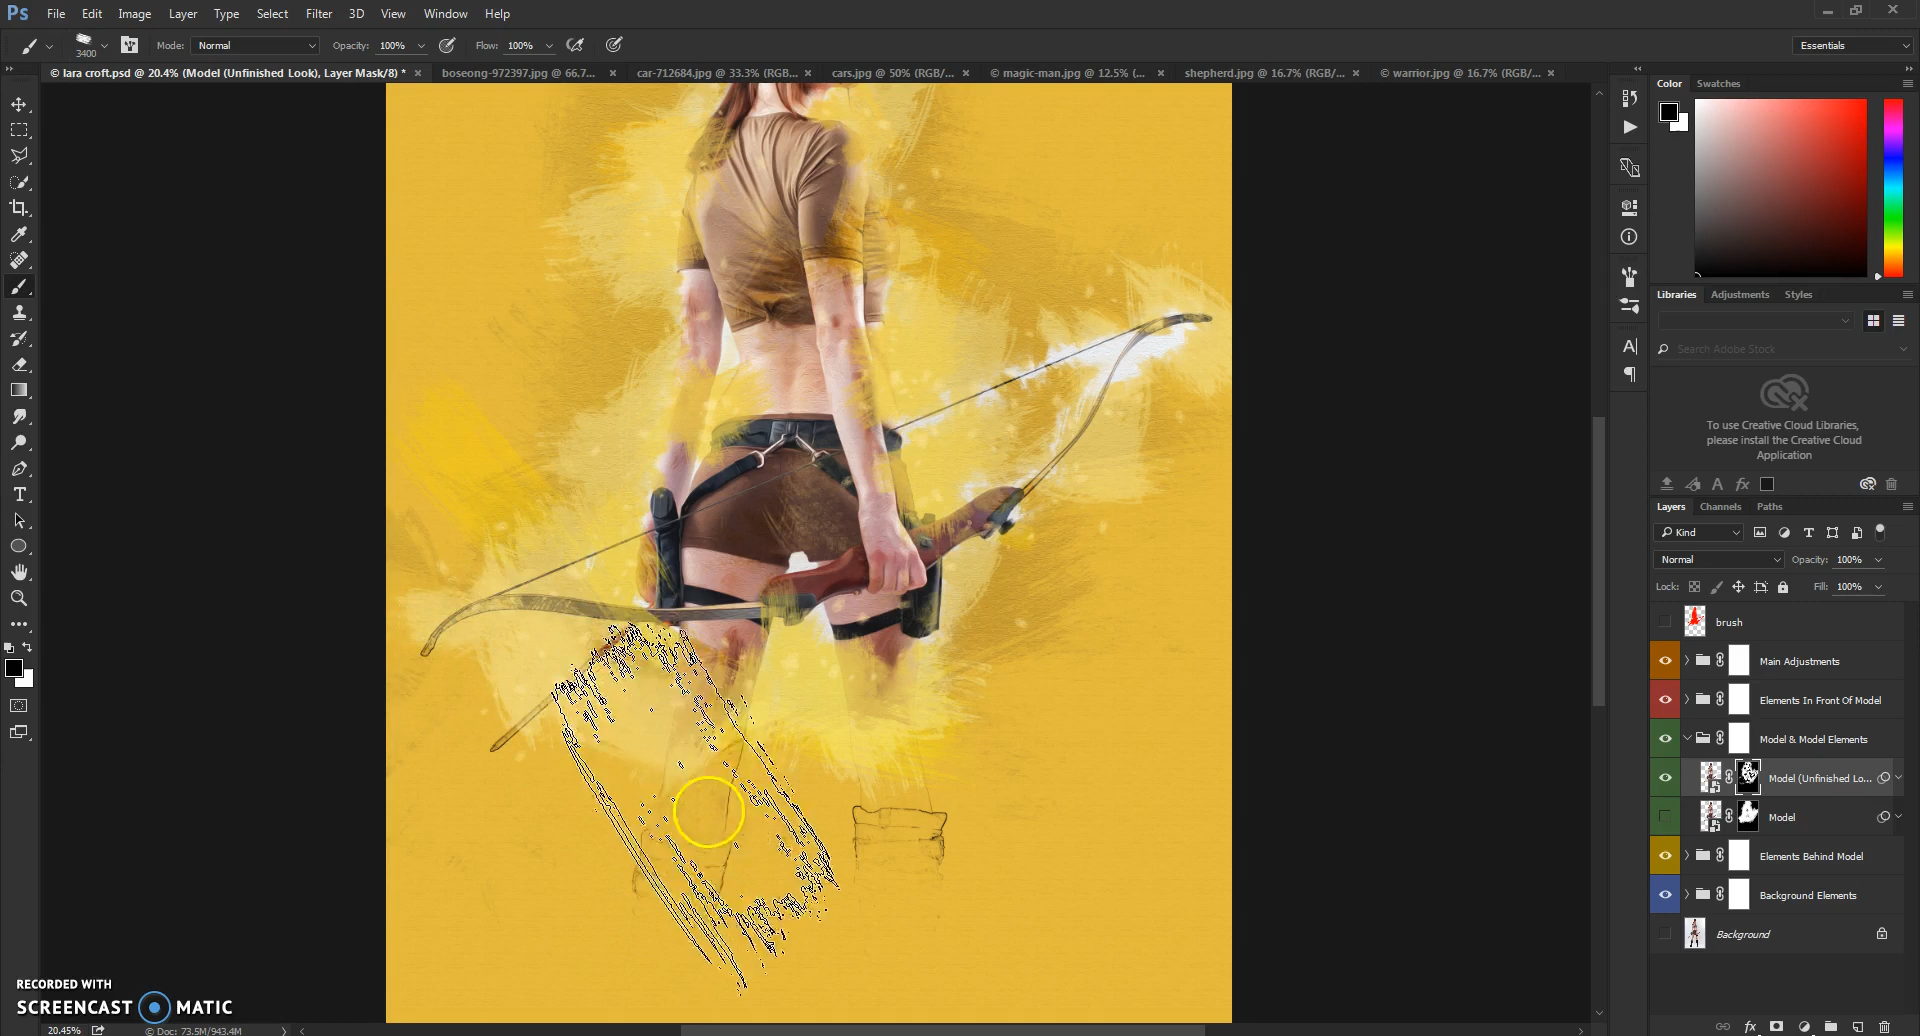 Ps File Edit Image Layer Type Select Filter 3D View Window Help
3400 Mode: Normal Opacity: 100% Flow: 100% Essentials
© lara croft.psd @ 20.4% (Model (Unfinished Look), Layer Mask/8) * × boseong-972397.jpg @ 66.7... × car-712684.jpg @ 33.3% (RGB... × cars.jpg @ 50% (RGB/... × © magic-man.jpg @ 12.5% (... × shepherd.jpg @ 16.7% (RGB/... × © warrior.jpg @ 16.7% (RGB/... ×
Color Swatches
Libraries Adjustments Styles
Search Adobe Stock
To use Creative Cloud Libraries,
please install the Creative Cloud
Application
Layers Channels Paths
Kind
Normal Opacity: 100%
Lock: Fill: 100%
brush
Main Adjustments
Elements In Front Of Model
Model & Model Elements
Model (Unfinished Lo...
Model
Elements Behind Model
Background Elements
Background
RECORDED WITH
SCREENCAST MATIC
20.45% © Doc: 73.5M/943.4M